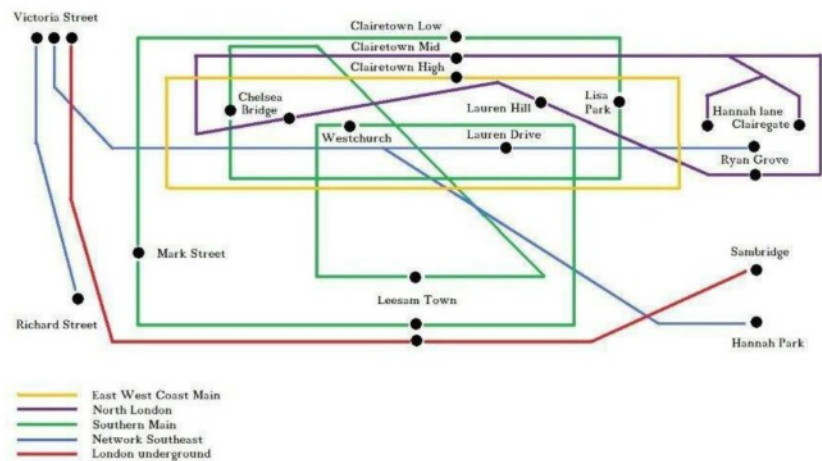 Victoria Street
Clairetown Low
Clairetown Mid
Clairetown High
Chelsea
Bridge
Lauren Hill
Lisa
Park
Hannah lane
Clairegate
Westchurch
Lauren Drive
Ryan Grove
Mark Street
Sambridge
Leesam Town
Richard Street
Hannah Park
East West Coast Main
North London
Southern Main
Network Southeast
London underground